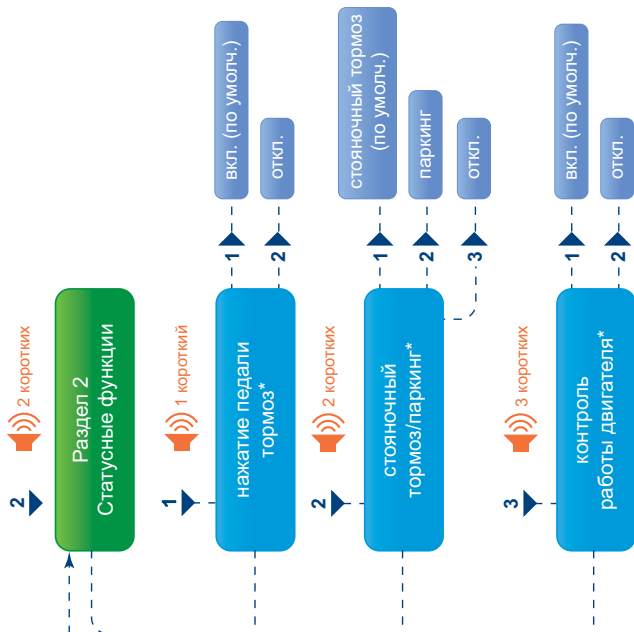 2
2 коротких
Раздел 2
Статусные функции
1
1 короткий
нажатие педали
тормоз*
1
вкл. (по умолч.)
2
откл.
2
2 коротких
стояночный
тормоз/паркинг*
1
стояночный тормоз
(по умолч.)
2
паркинг
3
откл.
3
3 коротких
контроль
работы двигателя*
1
вкл. (по умолч.)
2
откл.